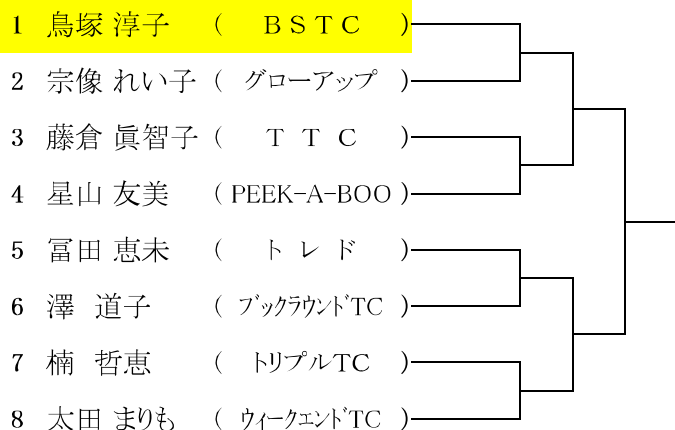 1 鳥塚 淳子 ( ＢＳＴＣ )
2 宗像 れい子 ( グローアップ )
3 藤倉 眞智子 ( Ｔ Ｔ Ｃ )
4 星山 友美 ( PEEK-A-BOO )
5 冨田 恵未 ( ト レ ド )
6 澤 道子 ( ブックラウンドTC )
7 楠 哲恵 ( トリプルTC )
8 太田 まりも ( ウィークエンドTC )